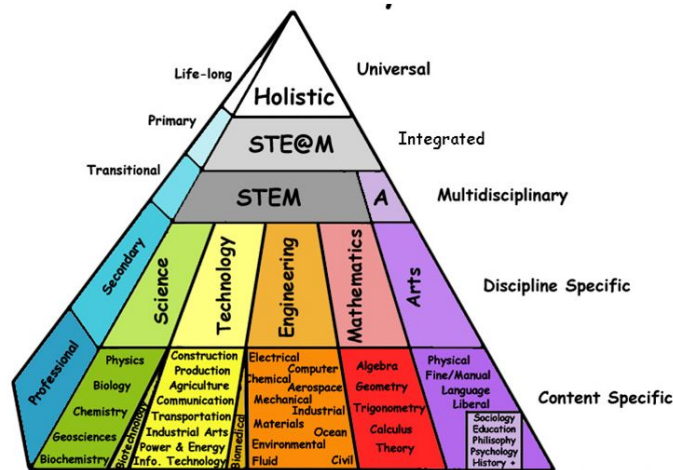 Life-long
Holistic
Universal
Primary
STE@M
Integrated
Transitional
STEM
A
Multidisciplinary
Secondary
Science
Technology
Engineering
Mathematics
Arts
Discipline Specific
Professional
Physics
Biology
Chemistry
Geosciences
Biochemistry
Biotechnology
Construction
Production
Agriculture
Communication
Transportation
Industrial Arts
Power & Energy
Info. Technology
Biomedical
Electrical
Computer
Chemical
Aerospace
Mechanical
Industrial
Materials
Ocean
Environmental
Fluid Civil
Algebra
Geometry
Trigonometry
Calculus
Theory
Physical
Fine/Manual
Language
Liberal
Sociology
Education
Philisophy
Psychology
History •
Content Specific